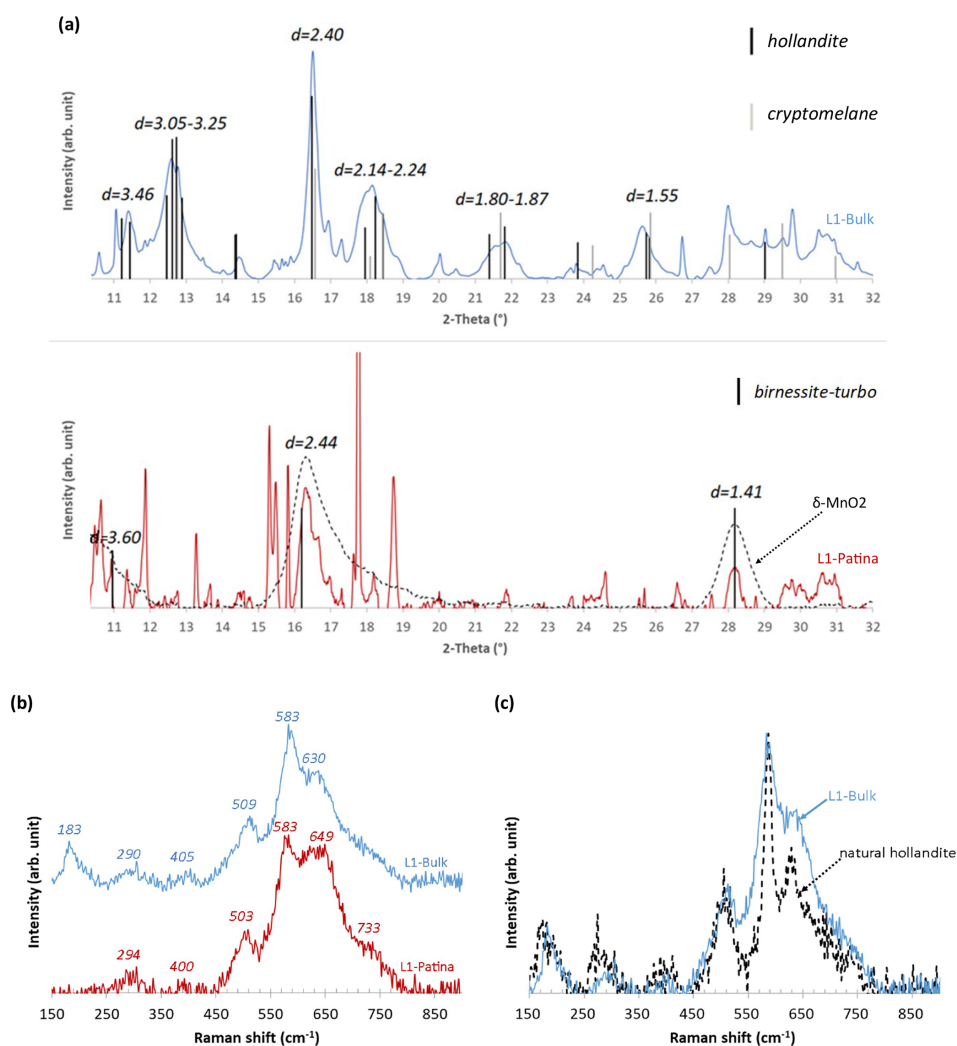 (a)
d=2.40
hollandite
cryptomelane
d=3.05-3.25
d=3.46
d=2.14-2.24
d=1.80-1.87
d=1.55
L1-Bulk
Intensity (arb. unit)
11 12 13 14 15 16 17 18 19 20 21 22 23 24 25 26 27 28 29 30 31 32
2-Theta (°)
birnessite-turbo
d=2.44
d=1.41
δ-MnO2
d=3.60
L1-Patina
Intensity (arb. unit)
11 12 13 14 15 16 17 18 19 20 21 22 23 24 25 26 27 28 29 30 31 32
2-Theta (°)
(b)
583
630
509
183
290
405
L1-Bulk
583
649
503
733
294
400
L1-Patina
Intensity (arb. unit)
150 250 350 450 550 650 750 850
Raman shift (cm⁻¹)
(c)
L1-Bulk
natural hollandite
Intensity (arb. unit)
150 250 350 450 550 650 750 850
Raman shift (cm⁻¹)